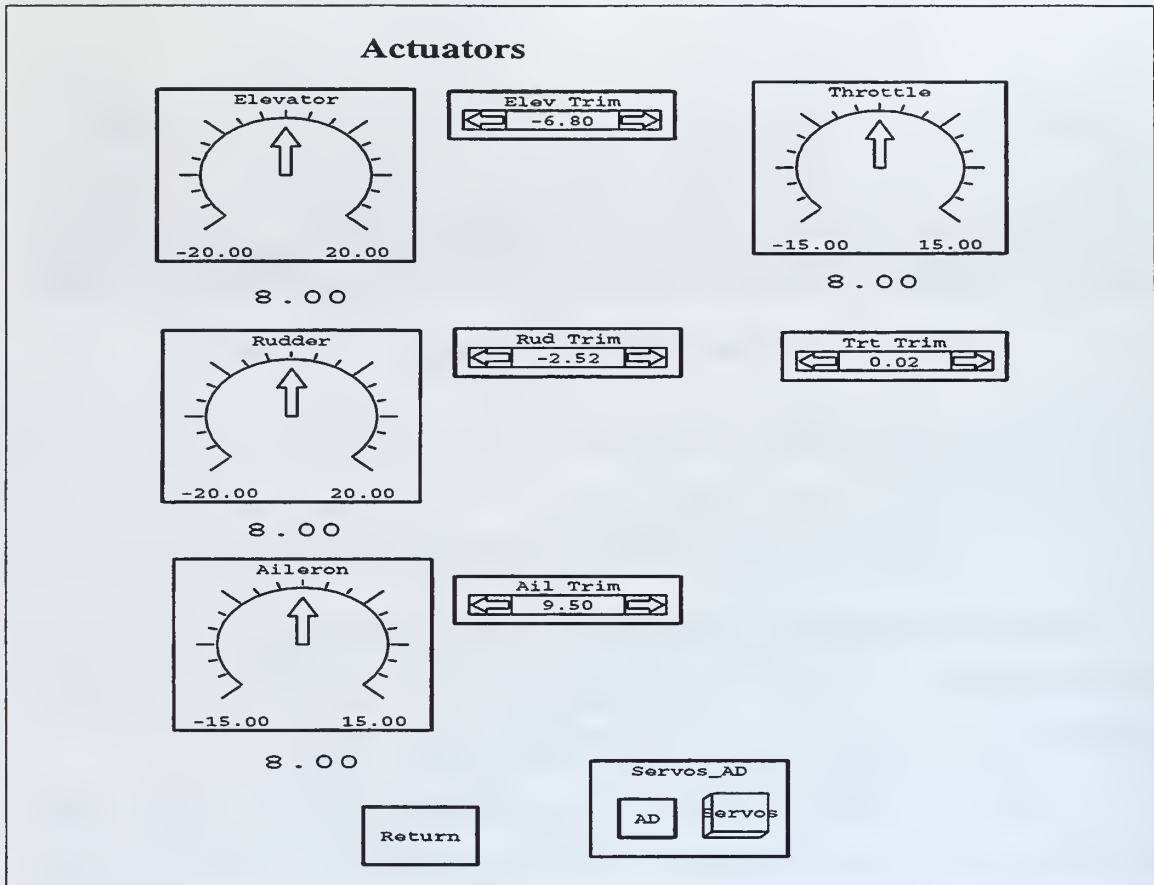 Actuators
Elevator
-20.00 20.00
8.00
Elev Trim
-6.80
Throttle
-15.00 15.00
8.00
Rudder
-20.00 20.00
8.00
Rud Trim
-2.52
Trt Trim
0.02
Aileron
-15.00 15.00
8.00
Ail Trim
9.50
Return
Servos_AD
AD
Servos